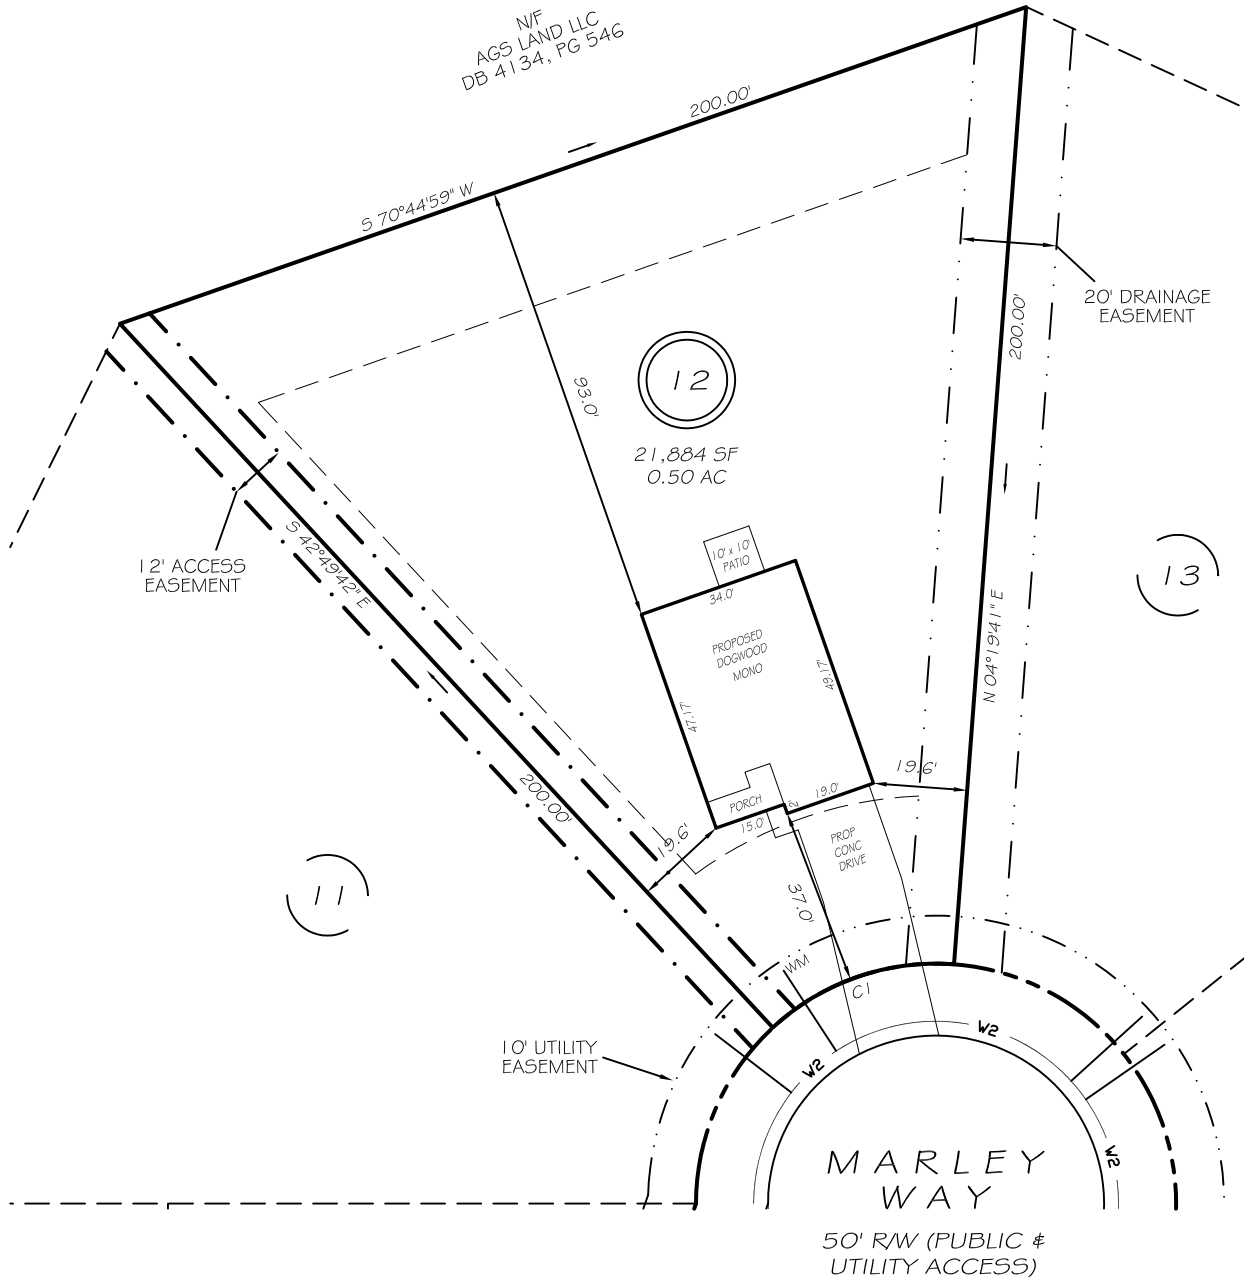 N/F
AGS LAND LLC
DB 4134, PG 546
200.00'
S 70°44'59" W
20' DRAINAGE
EASEMENT
200.00'
93.0'
12
21,884 SF
0.50 AC
12' ACCESS
EASEMENT
S 42°49'42" E
10' x 10'
PATIO
34.0'
13
N 04°19'41" E
PROPOSED
DOGWOOD
MONO
49.17'
47.17'
19.6'
200.00'
PORCH
2'
19.0'
15.0'
19.6'
PROP
CONC
DRIVE
11
37.0'
WM
C1
W2
10' UTILITY
EASEMENT
W2
W2
MARLEY
WAY
50' R/W (PUBLIC &
UTILITY ACCESS)